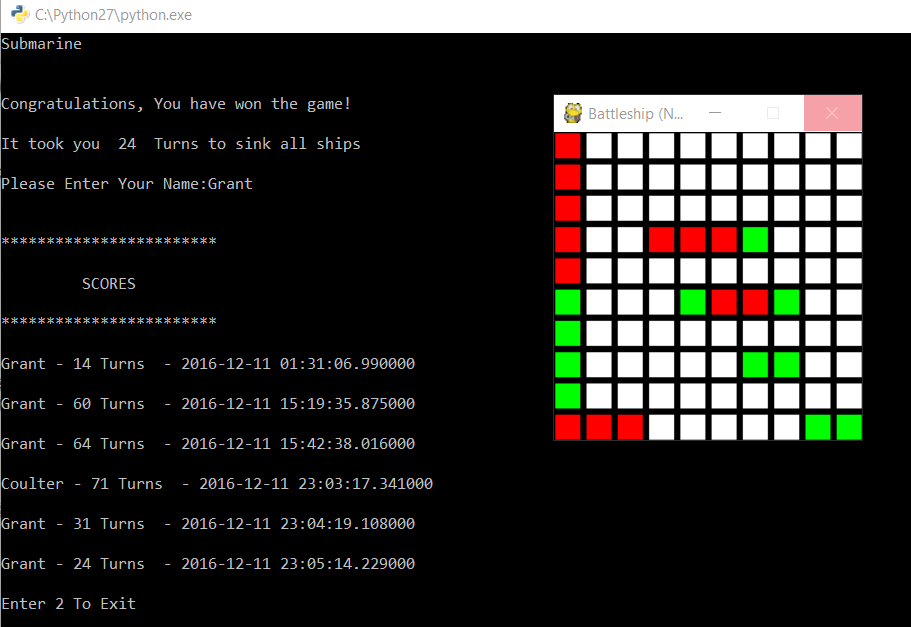 C:\Python27\python.exe
Submarine
Congratulations, You have won the game!
It took you  24  Turns to sink all ships
Please Enter Your Name:Grant
************************
SCORES
************************
Grant - 14 Turns  - 2016-12-11 01:31:06.990000
Grant - 60 Turns  - 2016-12-11 15:19:35.875000
Grant - 64 Turns  - 2016-12-11 15:42:38.016000
Coulter - 71 Turns  - 2016-12-11 23:03:17.341000
Grant - 31 Turns  - 2016-12-11 23:04:19.108000
Grant - 24 Turns  - 2016-12-11 23:05:14.229000
Enter 2 To Exit
Battleship (N...